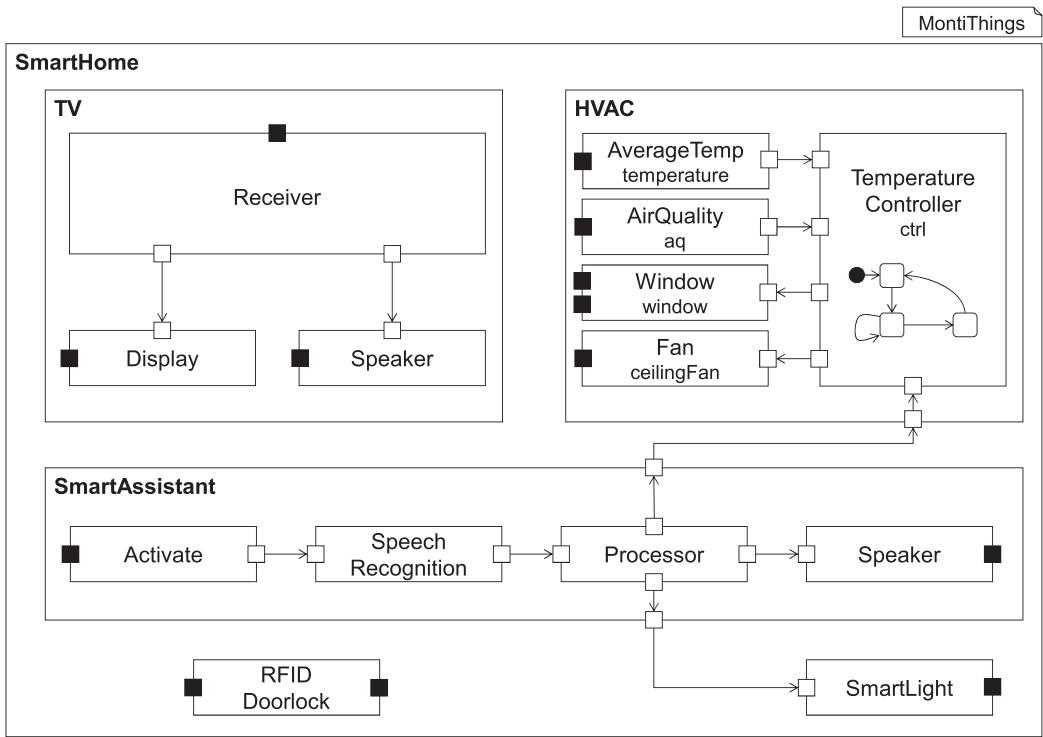 MontiThings
SmartHome
TV
Receiver
Display
Speaker
HVAC
AverageTemp
temperature
AirQuality
aq
Window
window
Fan
ceilingFan
Temperature
Controller
ctrl
SmartAssistant
Activate
Speech
Recognition
Processor
Speaker
RFID
Doorlock
SmartLight